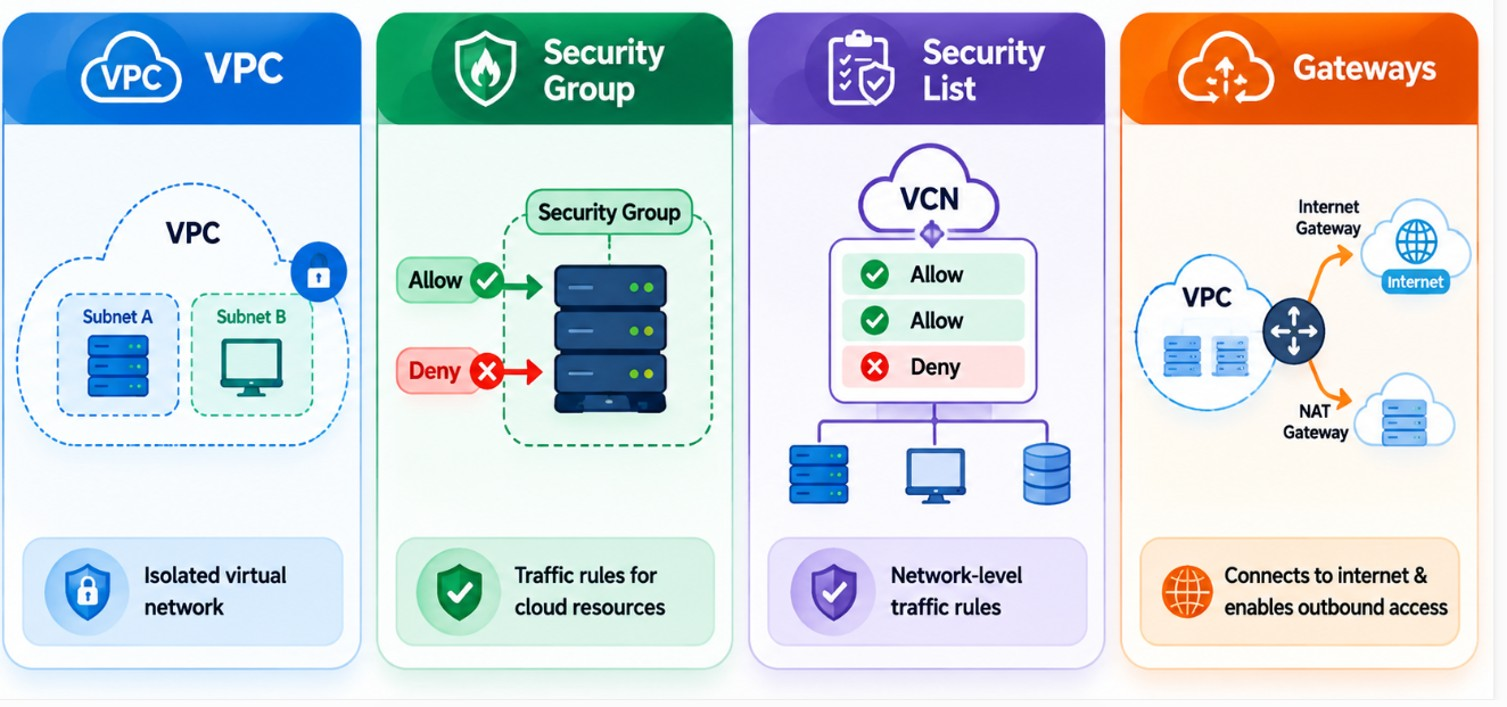 VPC
VPC
VPC
Subnet A
Subnet B
Isolated virtual
network
Security
Group
Security Group
Allow
Deny
Traffic rules for
cloud resources
Security
List
VCN
Allow
Allow
Deny
Network-level
traffic rules
Gateways
Internet
Gateway
Internet
VPC
NAT
Gateway
Connects to internet &
enables outbound access